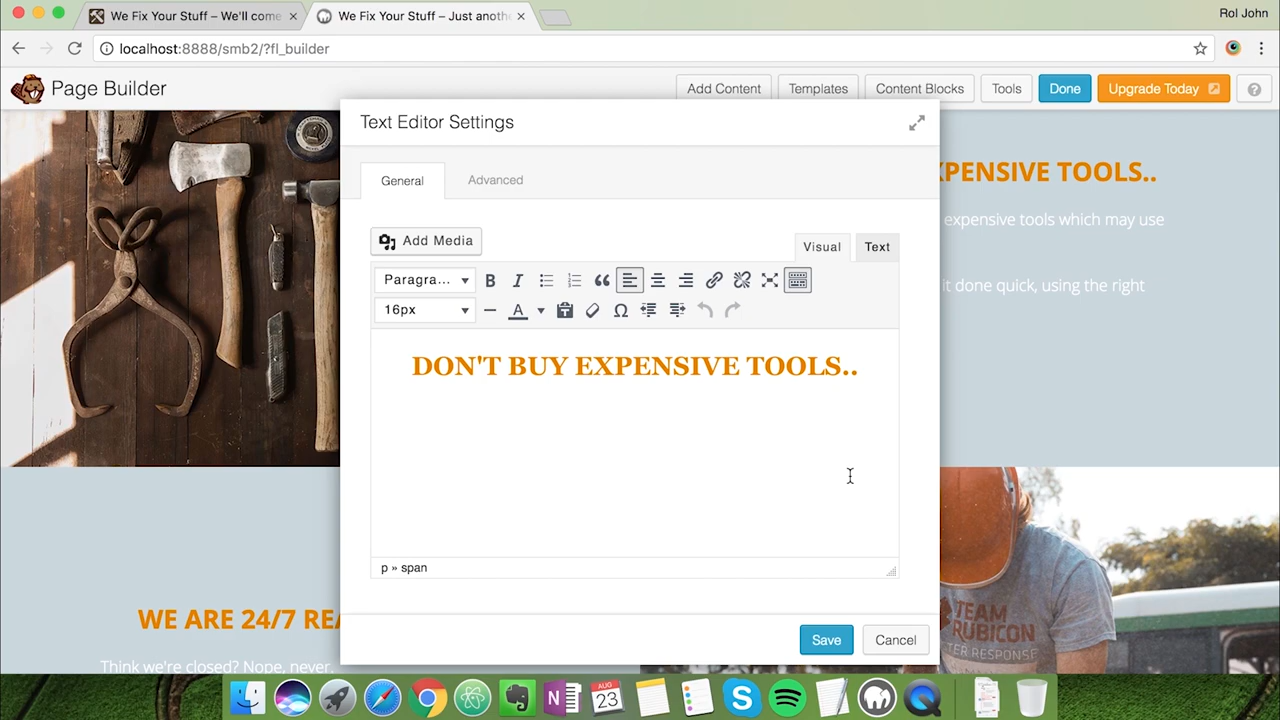 Rol John
We Fix Your Stuff – We'll come
We Fix Your Stuff – Just anoth
localhost:8888/smb2/?fl_builder
Page Builder
Add Content
Templates
Content Blocks
Tools
Done
Upgrade Today
?
Text Editor Settings
General
Advanced
Add Media
Visual
Text
Paragra...
B I
16px
A
Ω
DON'T BUY EXPENSIVE TOOLS..
p » span
Save
Cancel
XPENSIVE TOOLS..
expensive tools which may use
it done quick, using the right
WE ARE 24/7 REA
Think we're closed? Nope, never.
TEAM
RUBICON
TER RESPONSE
AUG
23
N
S